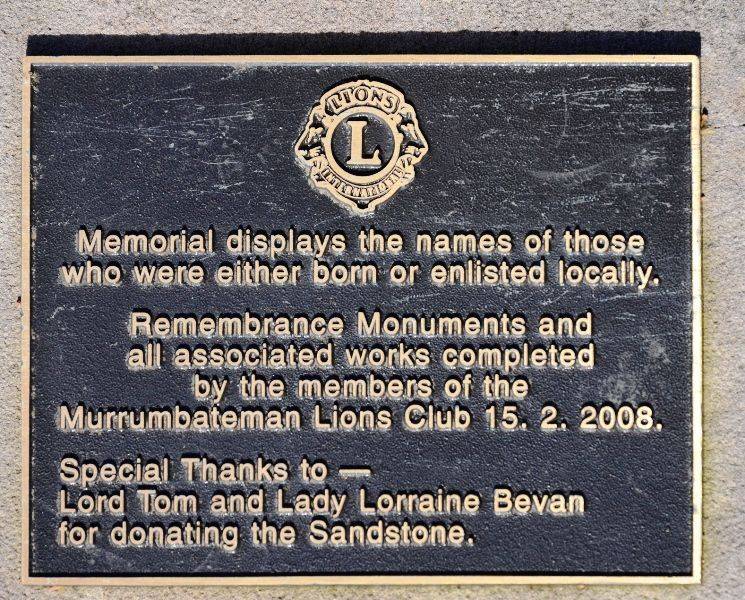 LIONS
L
INTERNATIONAL
Memorial displays the names of those
who were either born or enlisted locally.
Remembrance Monuments and
all associated works completed
by the members of the
Murrumbateman Lions Club 15. 2. 2008.
Special Thanks to —
Lord Tom and Lady Lorraine Bevan
for donating the Sandstone.